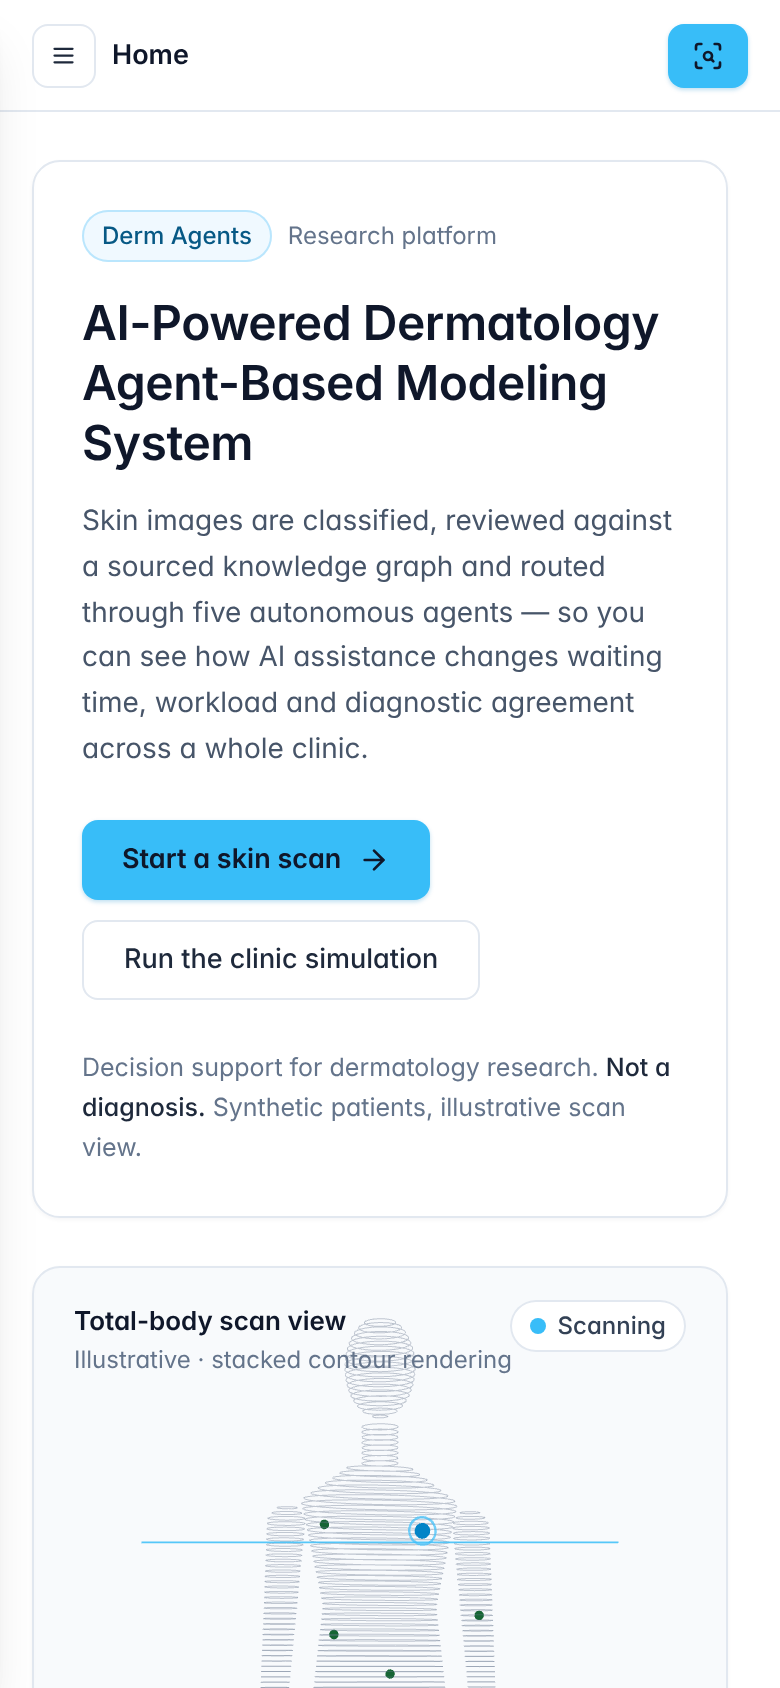 Home
Derm Agents Research platform
AI-Powered Dermatology
Agent-Based Modeling
System
Skin images are classified, reviewed against
a sourced knowledge graph and routed
through five autonomous agents — so you
can see how AI assistance changes waiting
time, workload and diagnostic agreement
across a whole clinic.
Start a skin scan →
Run the clinic simulation
Decision support for dermatology research. Not a
diagnosis. Synthetic patients, illustrative scan
view.
Total-body scan view
Scanning
Illustrative · stacked contour rendering